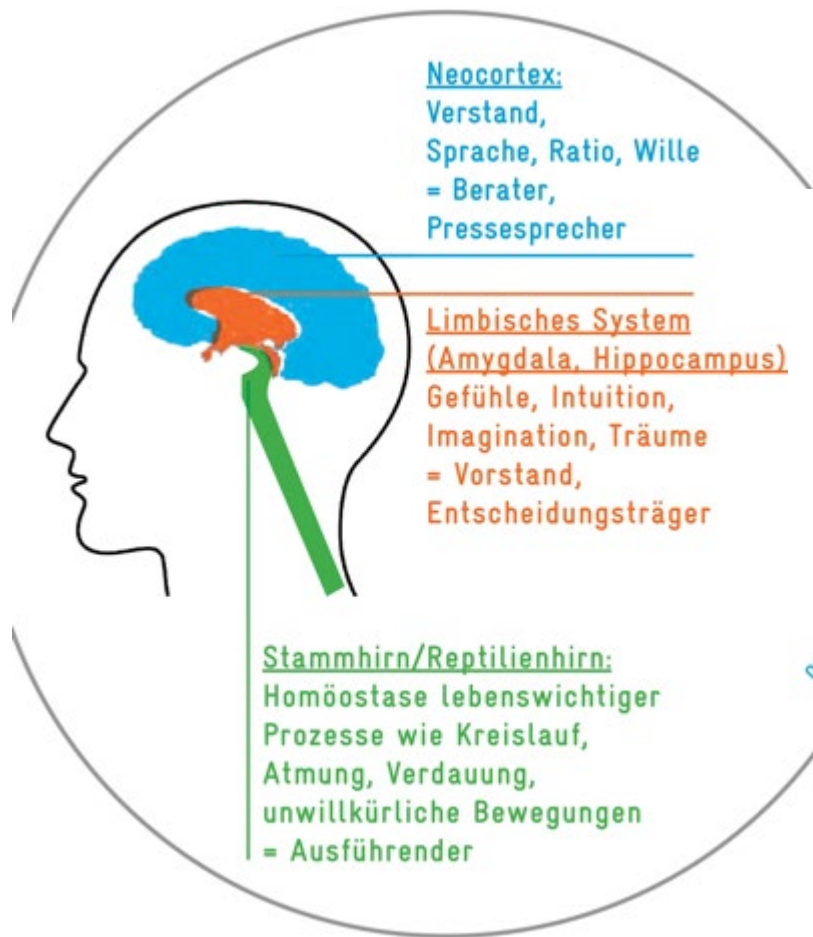 Neocortex:
Verstand,
Sprache, Ratio, Wille
= Berater,
Pressesprecher
Limbisches System
(Amygdala, Hippocampus)
Gefühle, Intuition,
Imagination, Träume
= Vorstand,
Entscheidungsträger
Stammhirn/Reptilienhirn:
Homöostase lebenswichtiger
Prozesse wie Kreislauf,
Atmung, Verdauung,
unwillkürliche Bewegungen
= Ausführender